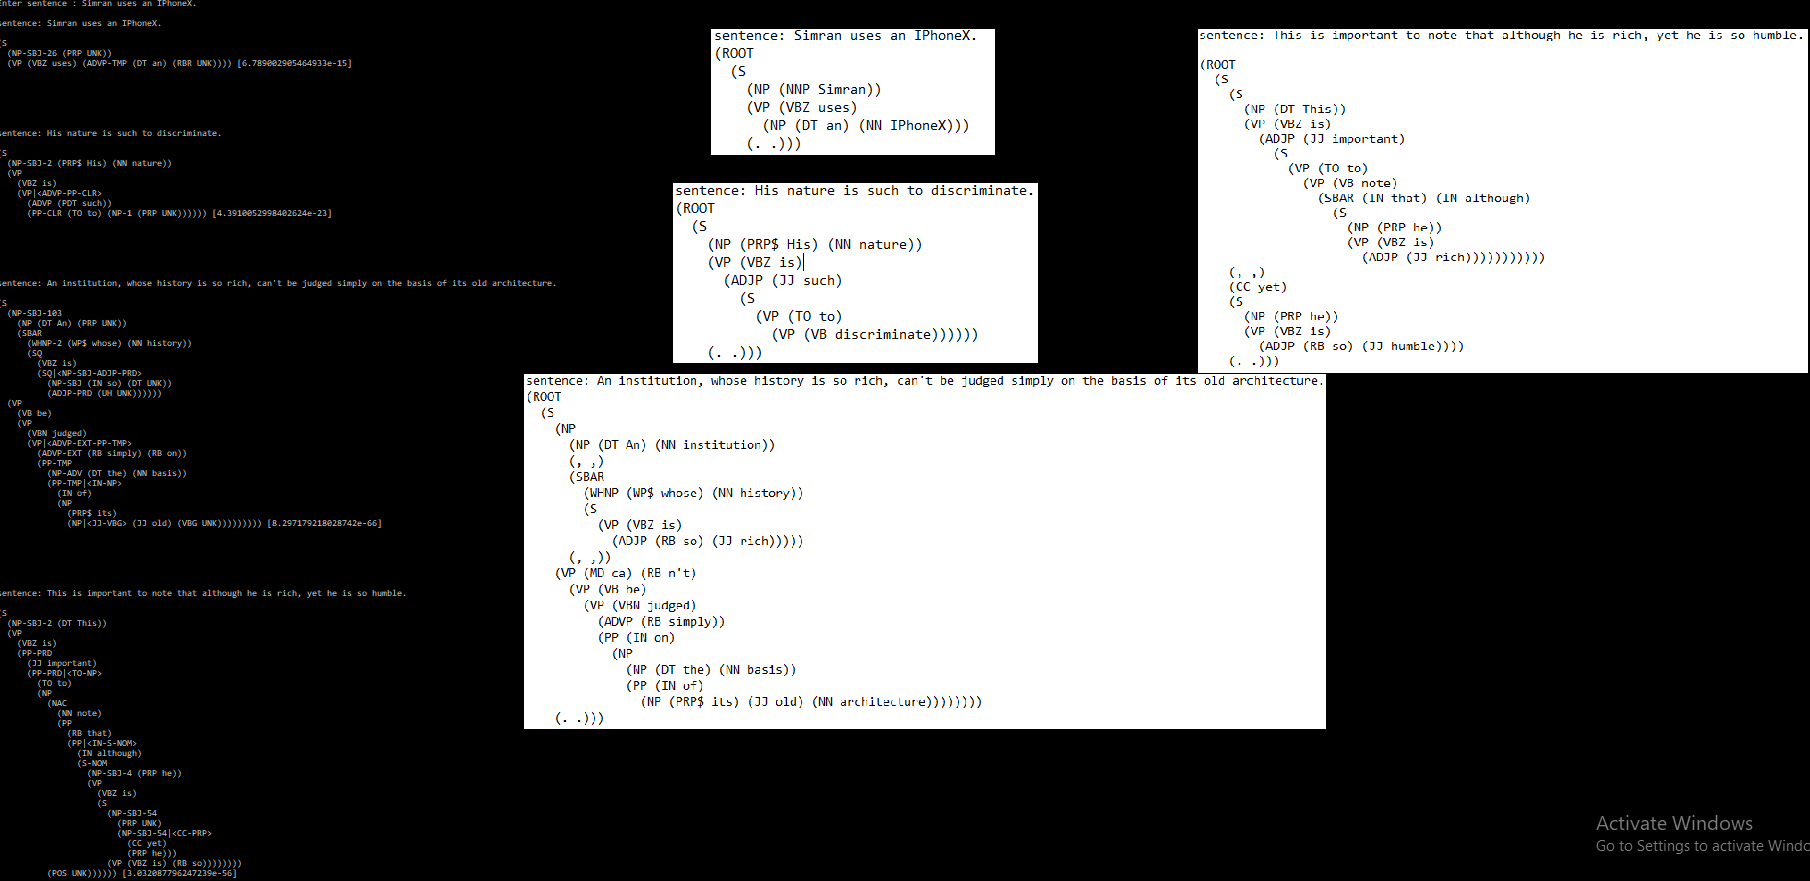 Enter sentence : Simran uses an IPhoneX.
sentence: Simran uses an IPhoneX.
(S
(NP-SBJ-26 (PRP UNK))
(VP (VBZ uses) (ADVP-TMP (DT an) (RBR UNK)))) [6.789002905464933e-15]
sentence: His nature is such to discriminate.
(S
(NP-SBJ-2 (PRP$ His) (NN nature))
(VP
(VBZ is)
(VP|<ADVP-PP-CLR>
(ADVP (PDT such))
(PP-CLR (TO to) (NP-1 (PRP UNK)))))) [4.3910052998402624e-23]
sentence: An institution, whose history is so rich, can't be judged simply on the basis of its old architecture.
(S
(NP-SBJ-103
(NP (DT An) (PRP UNK))
(SBAR
(WHNP-2 (WP$ whose) (NN history))
(SQ
(VBZ is)
(SQ|<NP-SBJ-ADJP-PRD>
(NP-SBJ (IN so) (DT UNK))
(ADJP-PRD (UH UNK))))))
(VP
(VB be)
(VP
(VBN judged)
(VP|<ADVP-EXT-PP-TMP>
(ADVP-EXT (RB simply) (RB on))
(PP-TMP
(NP-ADV (DT the) (NN basis))
(PP-TMP|<IN-NP>
(IN of)
(NP
(PRP$ its)
(NP|<JJ-VBG> (JJ old) (VBG UNK))))))))) [8.297179218028742e-66]
sentence: This is important to note that although he is rich, yet he is so humble.
(S
(NP-SBJ-2 (DT This))
(VP
(VBZ is)
(PP-PRD
(JJ important)
(PP-PRD|<TO-NP>
(TO to)
(NP
(NAC
(NN note)
(PP
(RB that)
(PP|<IN-S-NOM>
(IN although)
(S-NOM
(NP-SBJ-4 (PRP he))
(VP
(VBZ is)
(S
(NP-SBJ-54
(PRP UNK)
(NP-SBJ-54|<CC-PRP>
(CC yet)
(PRP he)))
(VP (VBZ is) (RB so))))))))
(POS UNK)))))) [3.032087796247239e-56]
sentence: Simran uses an IPhoneX.
(ROOT
(S
(NP (NNP Simran))
(VP (VBZ uses)
(NP (DT an) (NN IPhoneX)))
(. .)))
sentence: His nature is such to discriminate.
(ROOT
(S
(NP (PRP$ His) (NN nature))
(VP (VBZ is)
(ADJP (JJ such)
(S
(VP (TO to)
(VP (VB discriminate))))))
(. .)))
sentence: An institution, whose history is so rich, can't be judged simply on the basis of its old architecture.
(ROOT
(S
(NP
(NP (DT An) (NN institution))
(, ,)
(SBAR
(WHNP (WP$ whose) (NN history))
(S
(VP (VBZ is)
(ADJP (RB so) (JJ rich)))))
(, ,))
(VP (MD ca) (RB n't)
(VP (VB be)
(VP (VBN judged)
(ADVP (RB simply))
(PP (IN on)
(NP
(NP (DT the) (NN basis))
(PP (IN of)
(NP (PRP$ its) (JJ old) (NN architecture))))))))
(. .)))
sentence: This is important to note that although he is rich, yet he is so humble.
(ROOT
(S
(S
(NP (DT This))
(VP (VBZ is)
(ADJP (JJ important)
(S
(VP (TO to)
(VP (VB note)
(SBAR (IN that) (IN although)
(S
(NP (PRP he))
(VP (VBZ is)
(ADJP (JJ rich)))))))))))
(, ,)
(CC yet)
(S
(NP (PRP he))
(VP (VBZ is)
(ADJP (RB so) (JJ humble))))
(. .)))
Activate Windows
Go to Settings to activate Windo